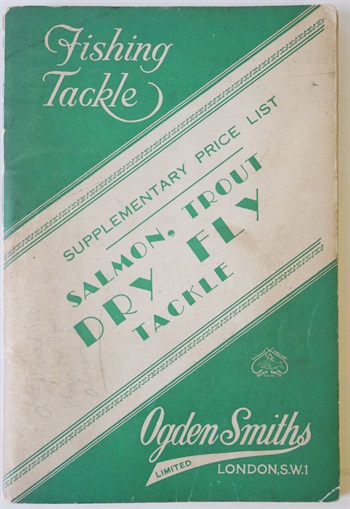 Fishing
Tackle
SUPPLEMENTARY PRICE LIST
SALMON, TROUT
DRY FLY
TACKLE
Ogden Smiths
LIMITED
LONDON, S.W.1